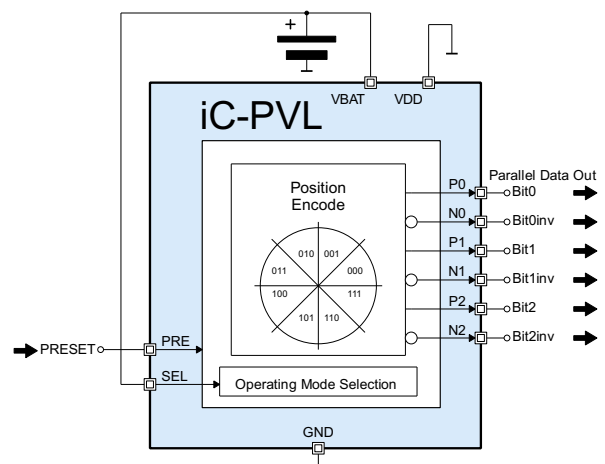 +
VBAT
VDD
iC-PVL
Parallel Data Out
Position
Encode
P0
Bit0
N0
Bit0inv
P1
Bit1
N1
Bit1inv
P2
Bit2
N2
Bit2inv
010
001
011
000
100
111
101
110
PRESET
PRE
SEL
Operating Mode Selection
GND